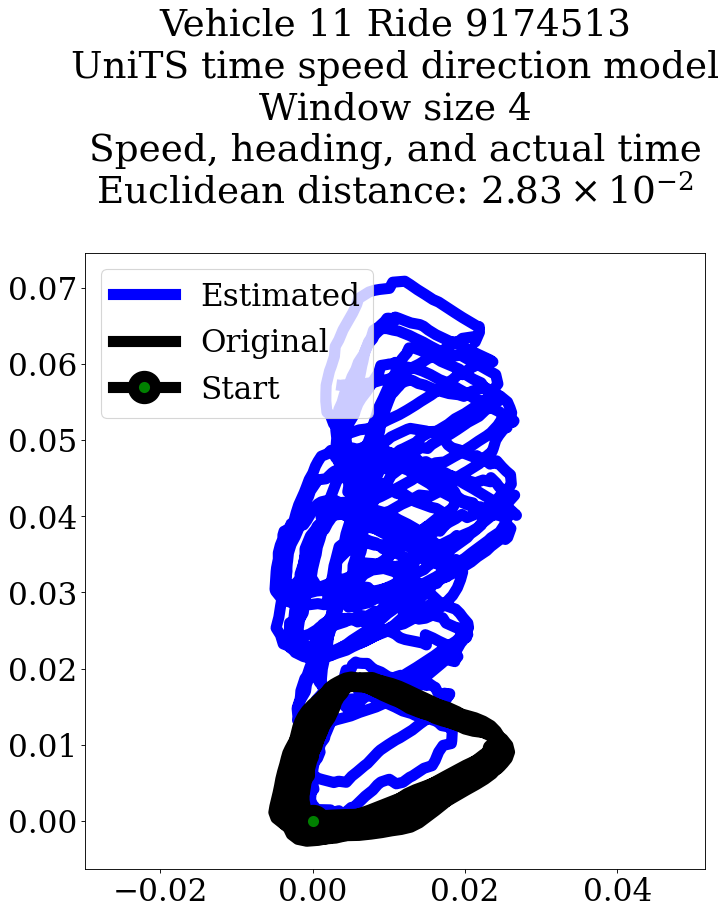 Vehicle 11 Ride 9174513
UniTS time speed direction model
Window size 4
Speed, heading, and actual time
Euclidean distance: 2.83 × 10⁻²
0.07
Estimated
0.06
Original
Start
0.05
0.04
0.03
0.02
0.01
0.00
−0.02 0.00 0.02 0.04